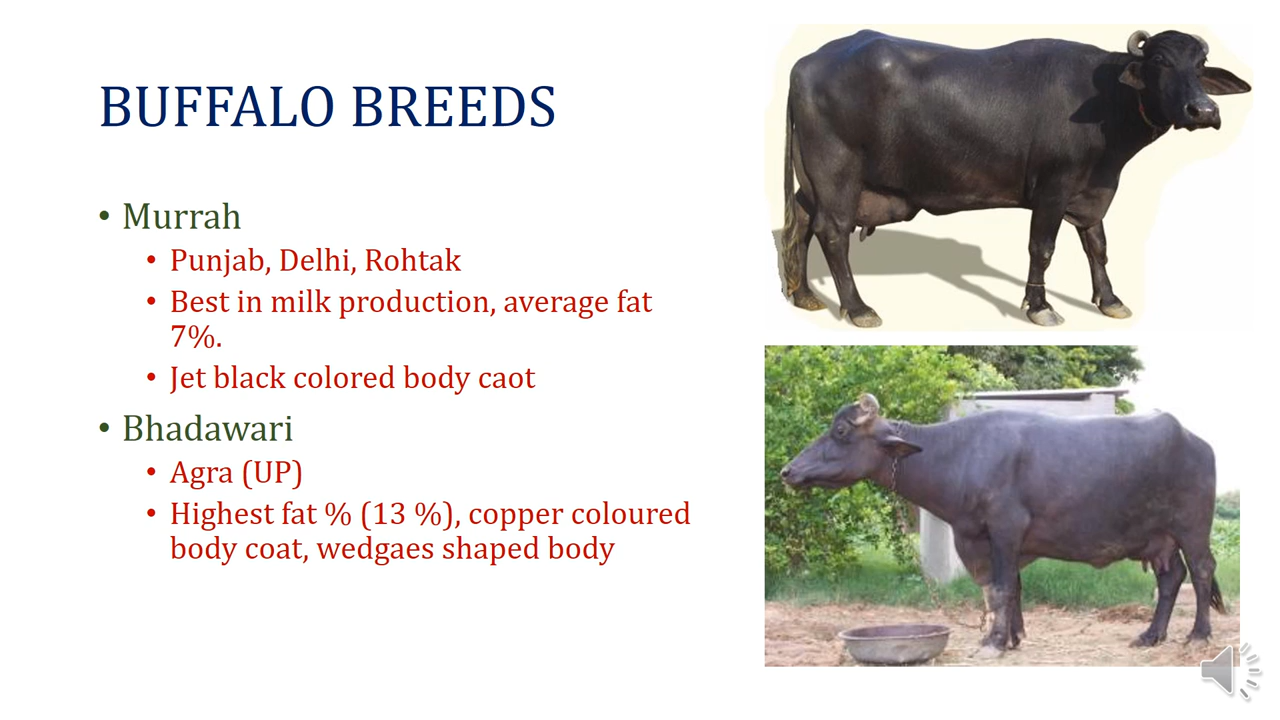 BUFFALO BREEDS
• Murrah
• Punjab, Delhi, Rohtak
• Best in milk production, average fat
7%.
• Jet black colored body caot
• Bhadawari
• Agra (UP)
• Highest fat % (13 %), copper coloured
body coat, wedgaes shaped body